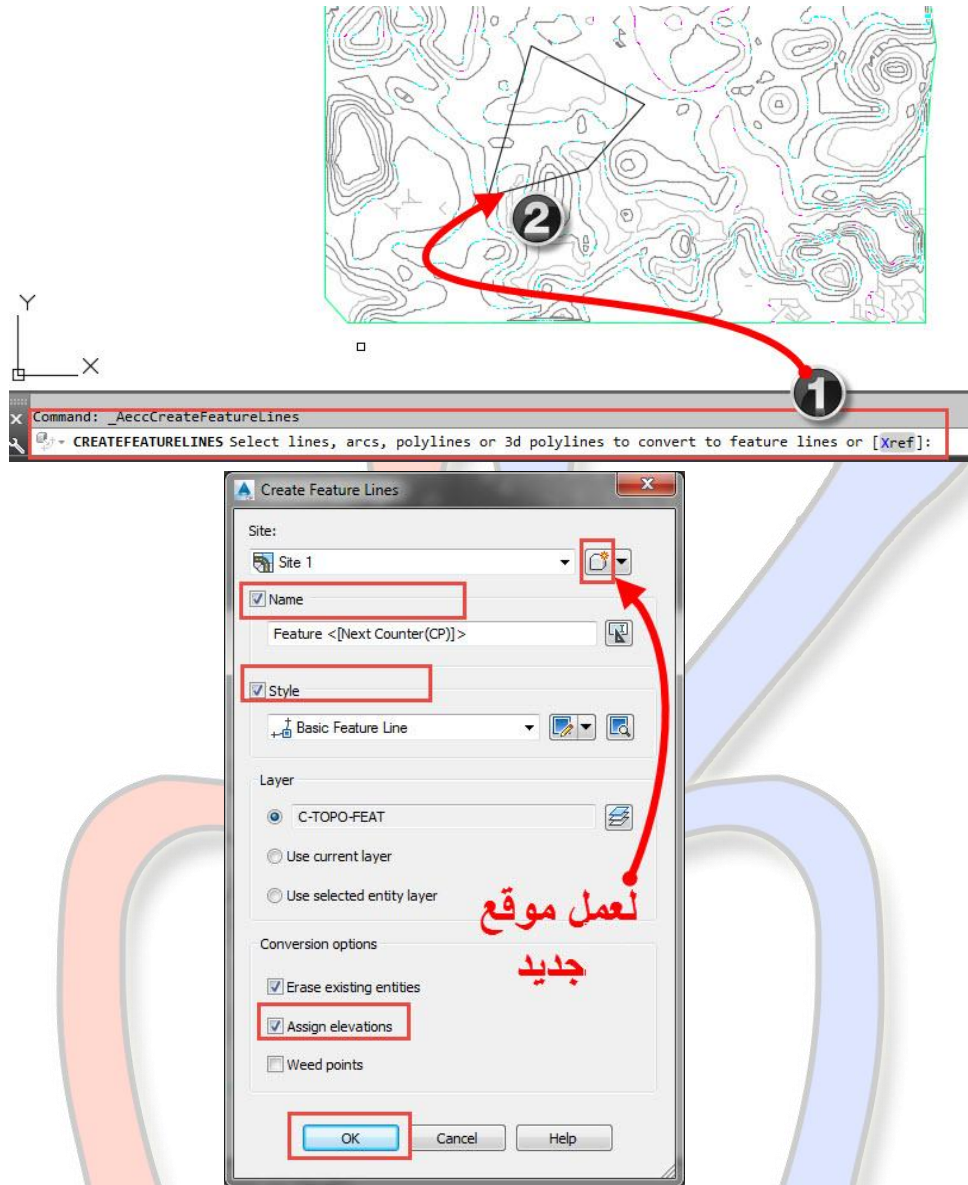 2
Y
X
1
Command: _AeccCreateFeatureLines
CREATEFEATURELINES Select lines, arcs, polylines or 3d polylines to convert to feature lines or [Xref]:
Create Feature Lines
Site:
Site 1
Name
Feature <[Next Counter(CP)]>
Style
Basic Feature Line
Layer
C-TOPO-FEAT
Use current layer
Use selected entity layer
لعمل موقع
جديد
Conversion options
Erase existing entities
Assign elevations
Weed points
OK Cancel Help